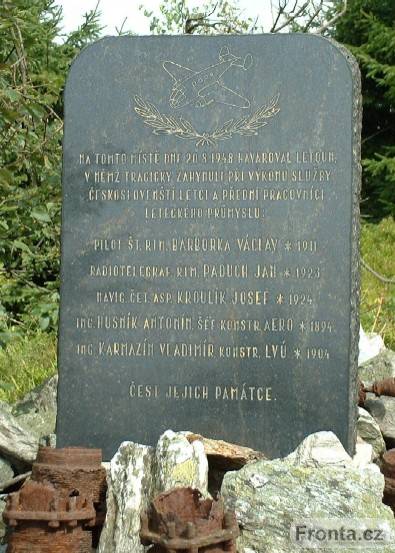 NA TOMTO MÍSTĚ DNE 20.8.1948 HAVAROVAL LETOUN,
V NĚMŽ TRAGICKY ZAHYNULI PŘI VÝKONU SLUŽBY
ČESKOSLOVENŠTÍ LETCI A PŘEDNÍ PRACOVNÍCI
LETECKÉHO PRŮMYSLU:
PILOT ŠT. RTM. BARBORKA VÁCLAV * 1911
RADIOTELEGRAF. RTM. PADUCH JAN * 1923
NAVIG. ČET. ASP. KROULÍK JOSEF * 1924
ING. HUSNÍK ANTONÍN, ŠÉF KONSTR. AERO * 1894
ING. KARMAZÍN VLADIMÍR KONSTR. LVÚ * 1904
ČEST JEJICH PAMÁTCE.
Fronta.cz